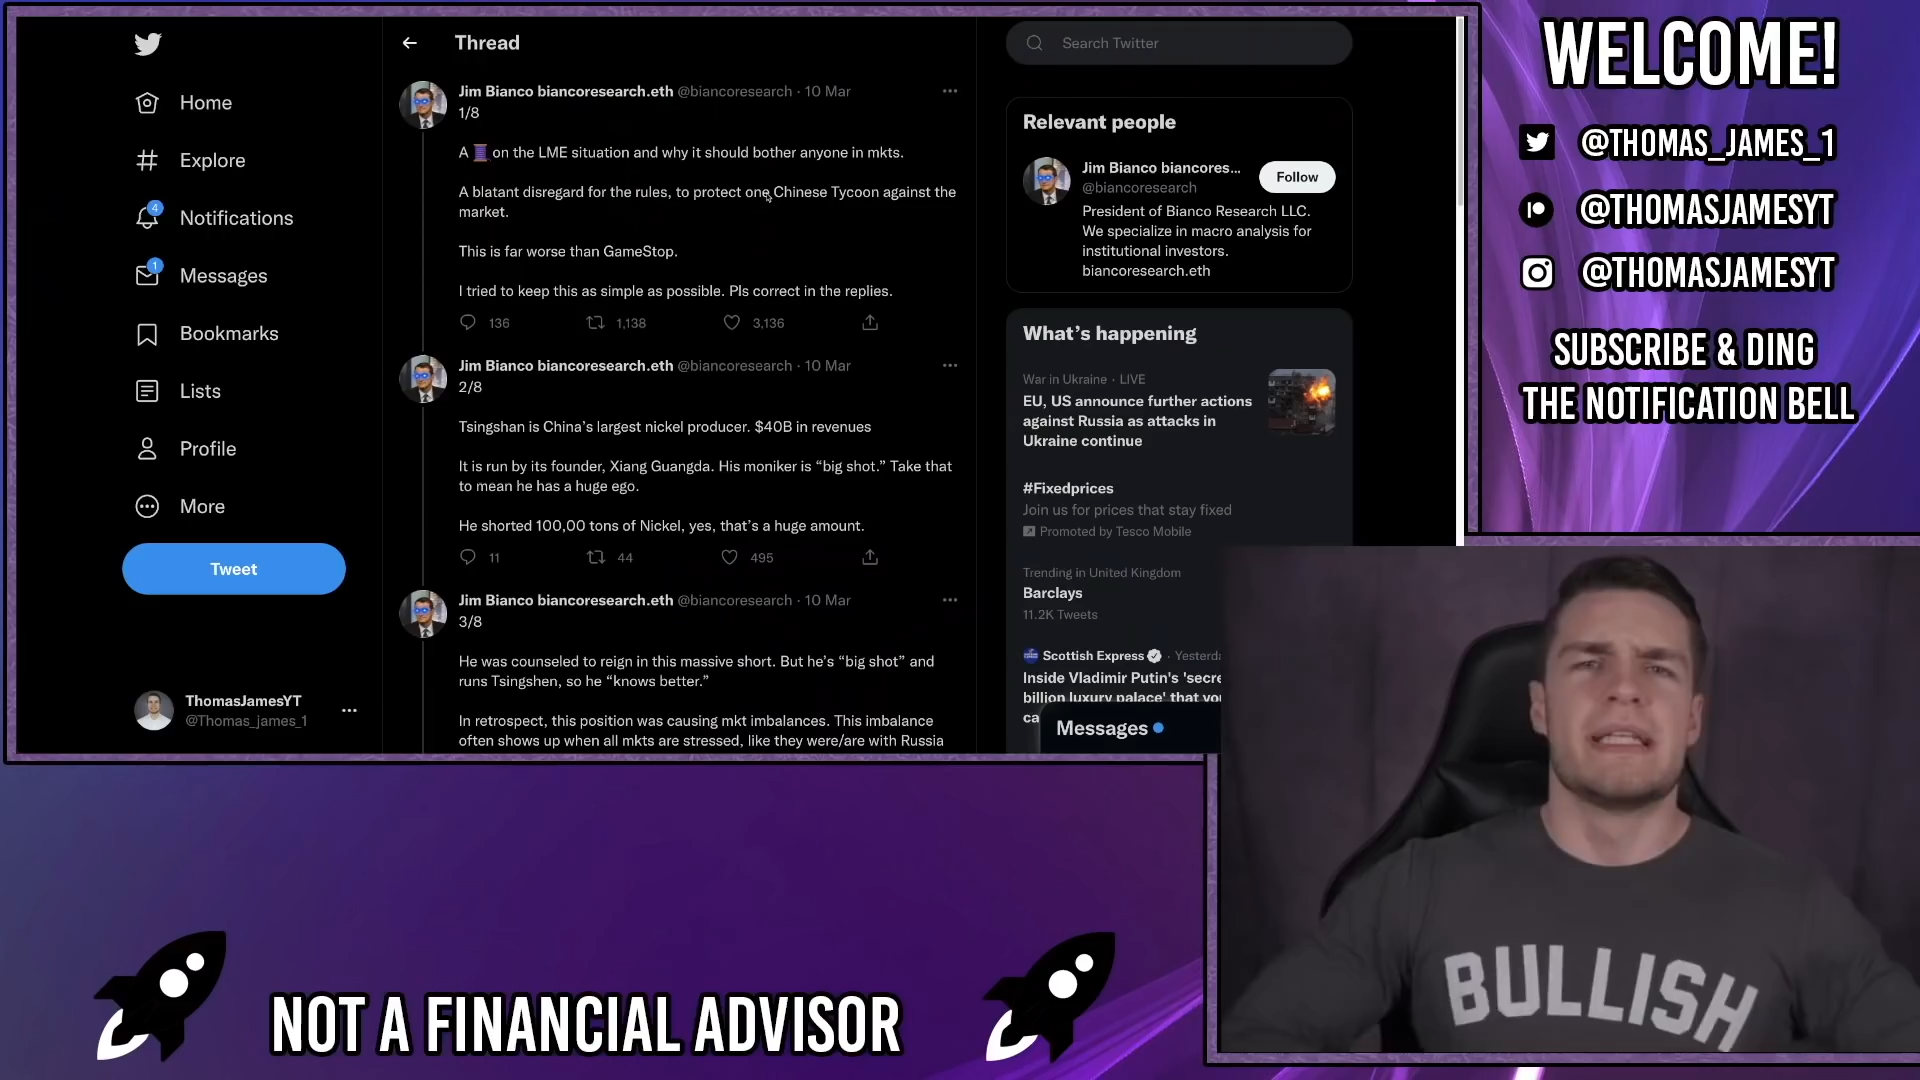 Home
Explore
4
Notifications
1
Messages
Bookmarks
Lists
Profile
More
Tweet
ThomasJamesYT
@Thomas_james_1
Thread
Jim Bianco biancoresearch.eth @biancoresearch · 10 Mar
1/8
A 🧵 on the LME situation and why it should bother anyone in mkts.
A blatant disregard for the rules, to protect one Chinese Tycoon against the
market.
This is far worse than GameStop.
I tried to keep this as simple as possible. Pls correct in the replies.
136 1,138 3,136
Jim Bianco biancoresearch.eth @biancoresearch · 10 Mar
2/8
Tsingshan is China's largest nickel producer. $40B in revenues
It is run by its founder, Xiang Guangda. His moniker is “big shot.” Take that
to mean he has a huge ego.
He shorted 100,00 tons of Nickel, yes, that's a huge amount.
11 44 495
Jim Bianco biancoresearch.eth @biancoresearch · 10 Mar
3/8
He was counseled to reign in this massive short. But he's “big shot” and
runs Tsingshen, so he “knows better.”
In retrospect, this position was causing mkt imbalances. This imbalance
often shows up when all mkts are stressed, like they were/are with Russia
Search Twitter
Relevant people
Jim Bianco biancores...
@biancoresearch
Follow
President of Bianco Research LLC.
We specialize in macro analysis for
institutional investors.
biancoresearch.eth
What's happening
War in Ukraine · LIVE
EU, US announce further actions
against Russia as attacks in
Ukraine continue
#Fixedprices
Join us for prices that stay fixed
Promoted by Tesco Mobile
Trending in United Kingdom
Barclays
11.2K Tweets
Scottish Express · Yesterda
Inside Vladimir Putin's 'secre
billion luxury palace' that yo
ca
Messages
WELCOME!
@THOMAS_JAMES_1
@THOMASJAMESYT
@THOMASJAMESYT
SUBSCRIBE & DING
THE NOTIFICATION BELL
BULLISH
NOT A FINANCIAL ADVISOR